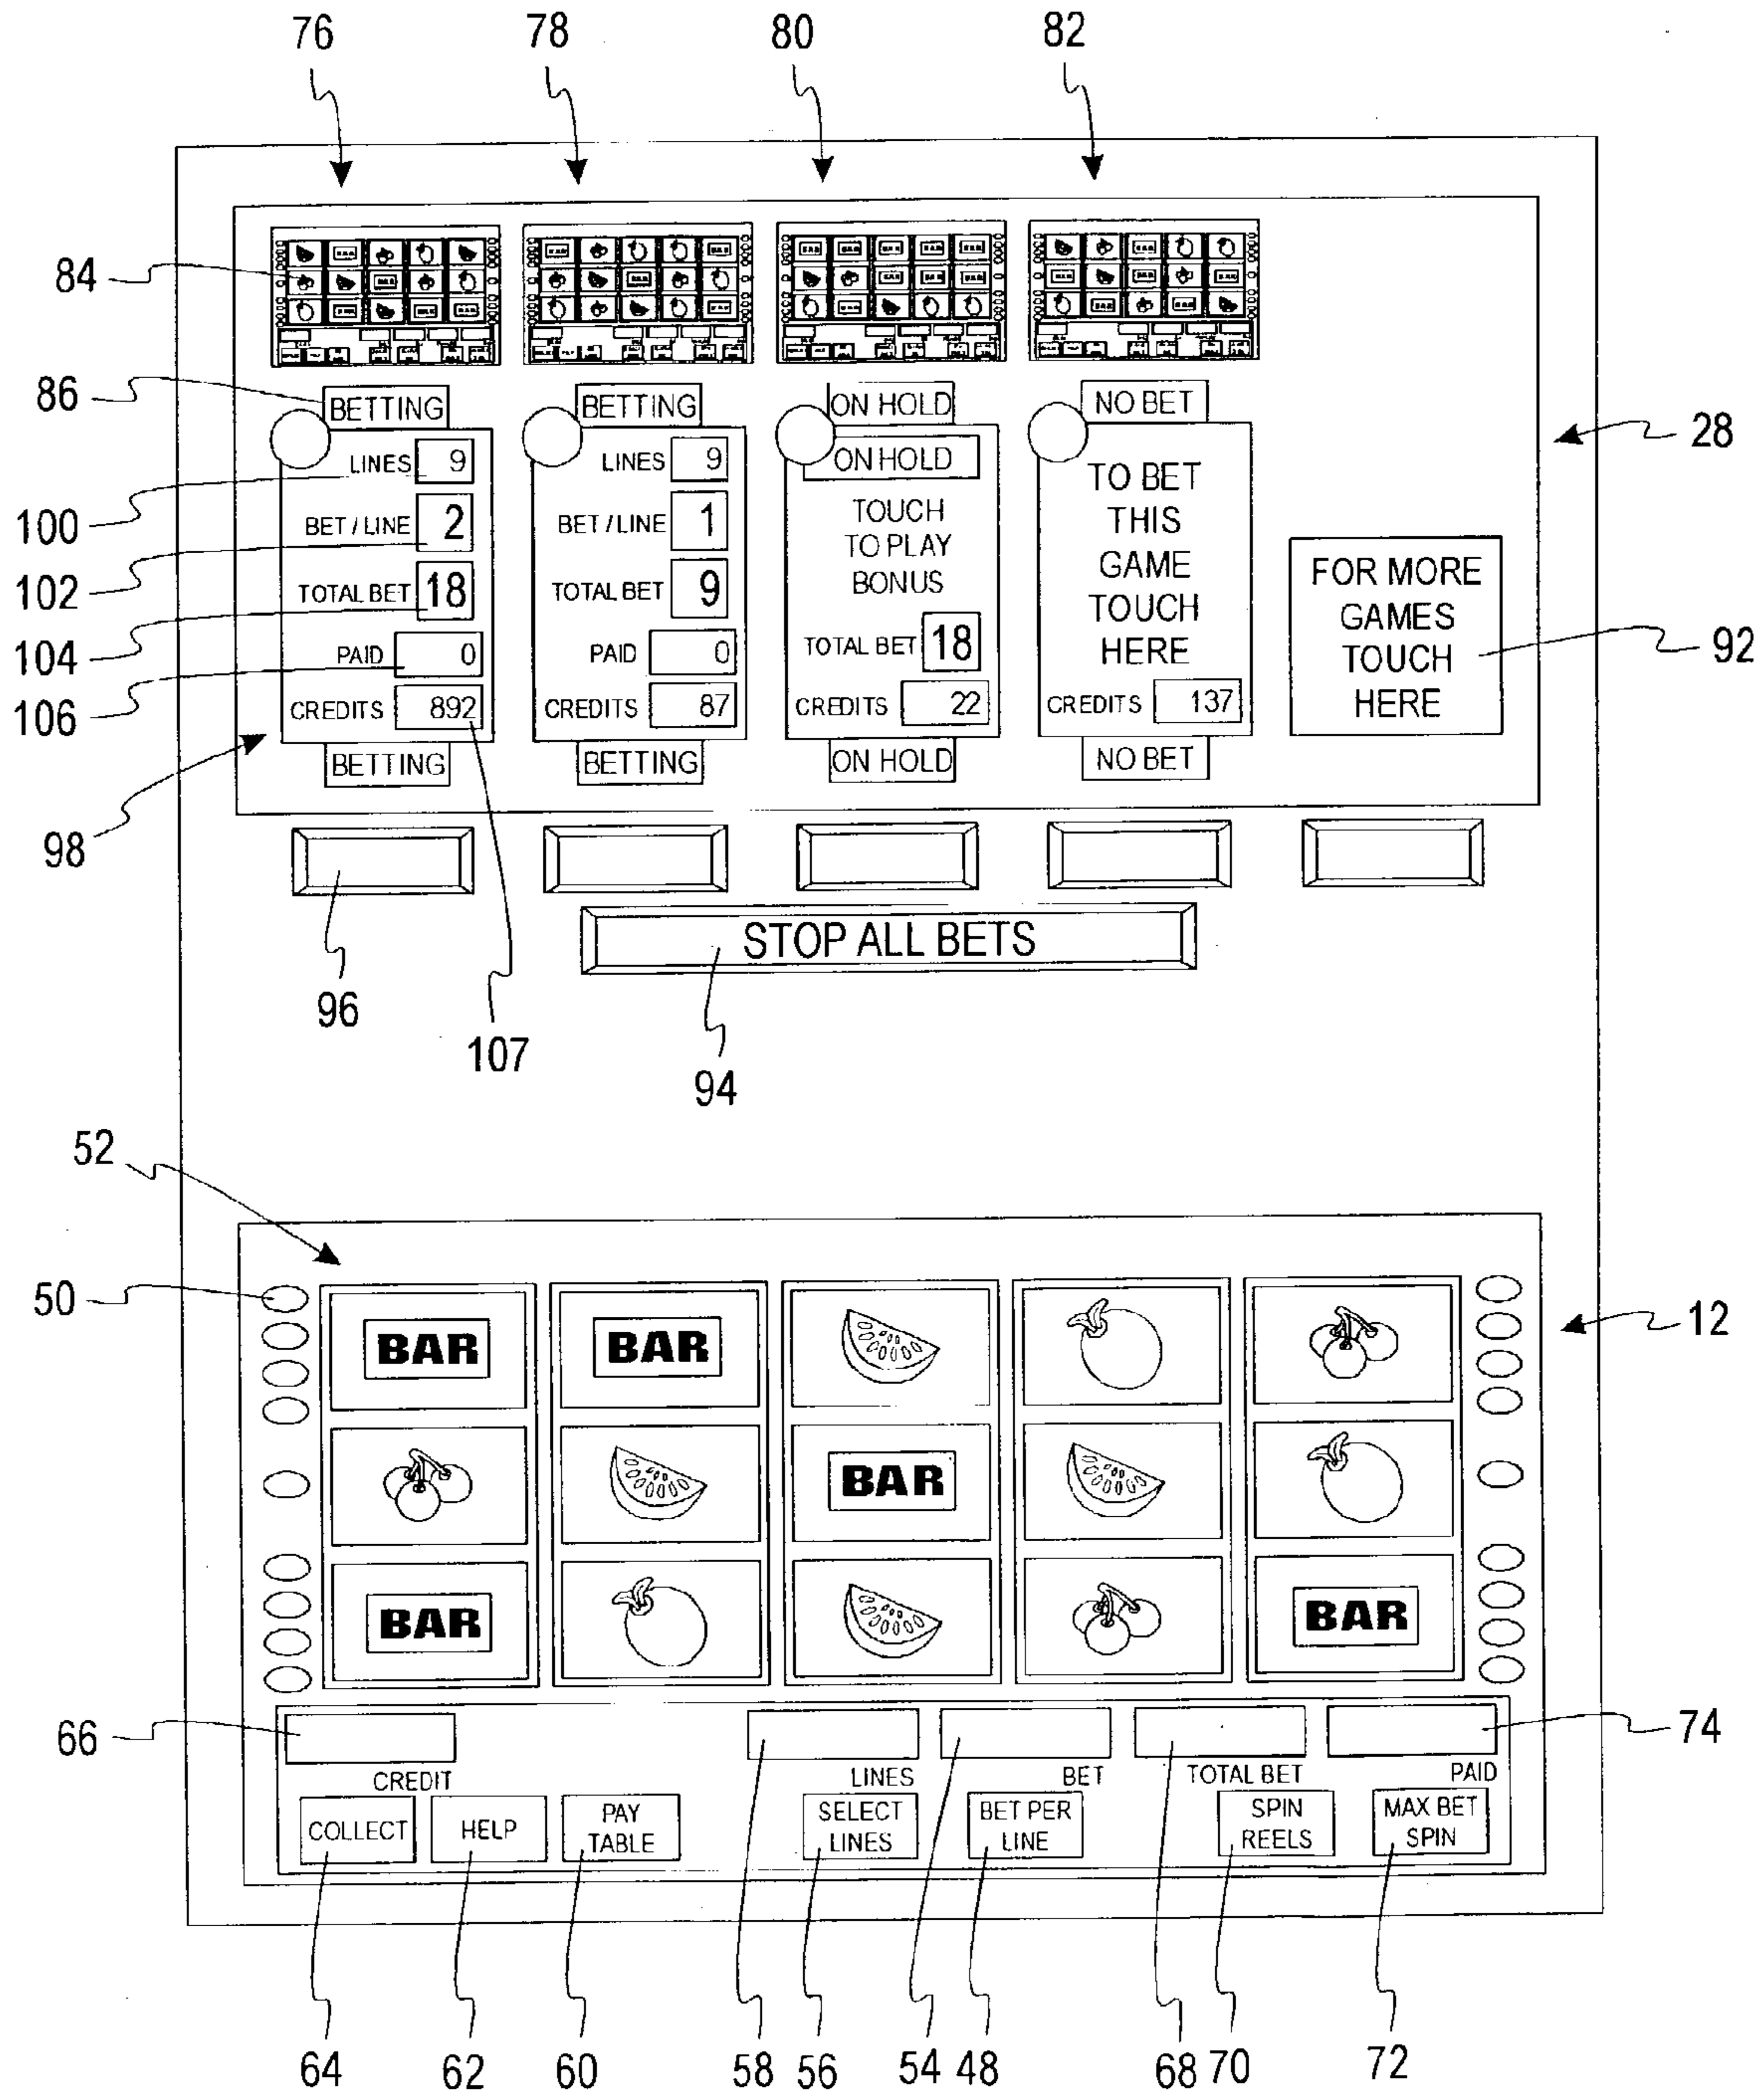 76 78 80 82
84
86
BETTING BETTING ON HOLD NO BET
28
LINES 9
BET / LINE 2
TOTAL BET 18
PAID 0
CREDITS 892
BETTING
LINES 9
BET / LINE 1
TOTAL BET 9
PAID 0
CREDITS 87
BETTING
ON HOLD
TOUCH
TO PLAY
BONUS
TOTAL BET 18
CREDITS 22
ON HOLD
TO BET
THIS
GAME
TOUCH
HERE
CREDITS 137
NO BET
FOR MORE
GAMES
TOUCH
HERE
92
100
102
104
106
98
STOP ALL BETS
96
107
94
52
50
12
BAR BAR
BAR
BAR BAR
66
74
CREDIT LINES BET TOTAL BET PAID
COLLECT
HELP
PAY
TABLE
SELECT
LINES
BET PER
LINE
SPIN
REELS
MAX BET
SPIN
64 62 60 58 56 54 48 68 70 72